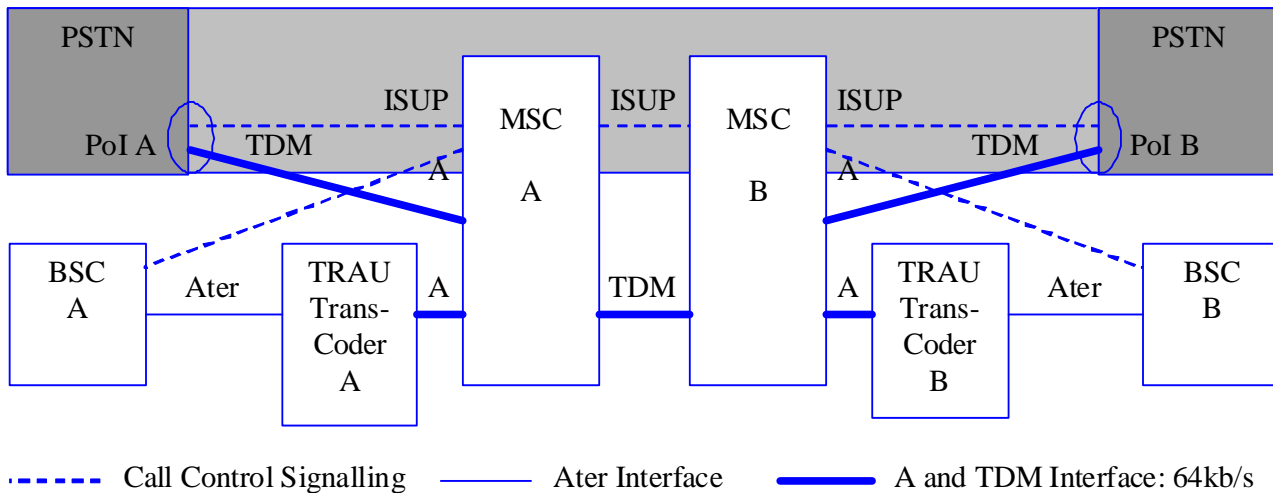 PSTN
PSTN
ISUP
ISUP
ISUP
MSC
MSC
PoI A
TDM
TDM
PoI B
A
A
A
B
BSC
A
Ater
TRAU
Trans-
Coder
A
A
TDM
A
TRAU
Trans-
Coder
B
Ater
BSC
B
Call Control Signalling
Ater Interface
A and TDM Interface: 64kb/s